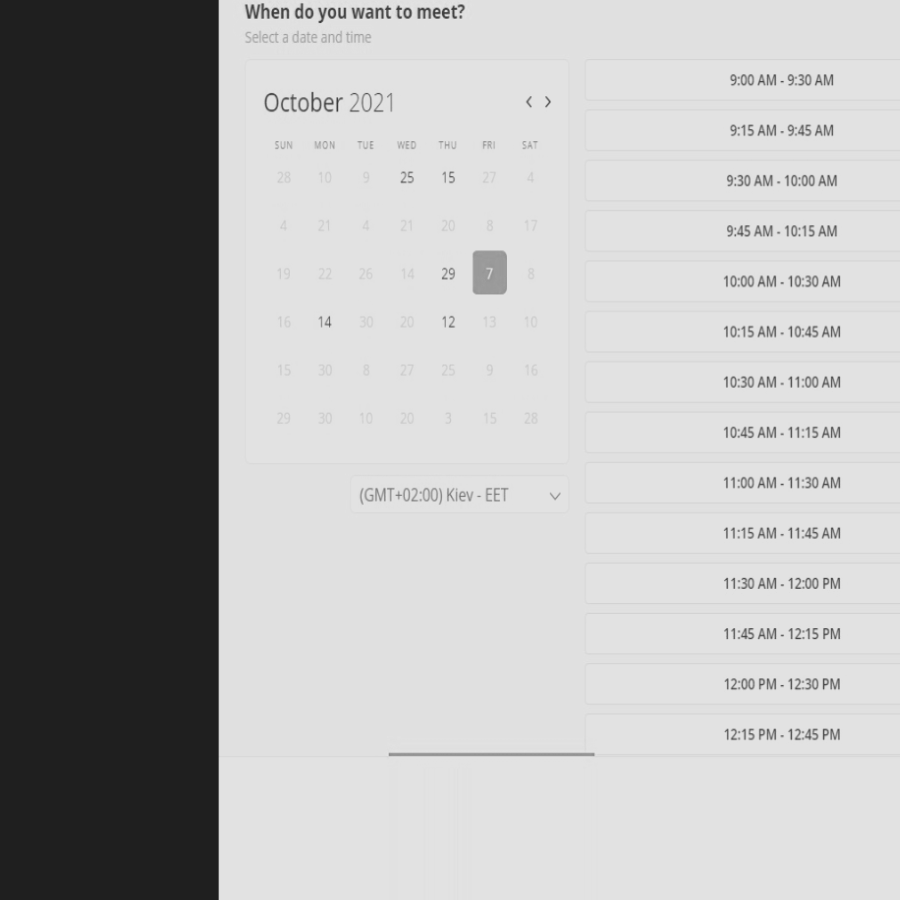 When do you want to meet?
Select a date and time
October 2021
SUN MON TUE WED THU FRI SAT
28 10 9 25 15 27 4
4 21 4 21 20 8 17
19 22 26 14 29 7 8
16 14 30 20 12 13 10
15 30 8 27 25 9 16
29 30 10 20 3 15 28
(GMT+02:00) Kiev - EET
9:00 AM - 9:30 AM
9:15 AM - 9:45 AM
9:30 AM - 10:00 AM
9:45 AM - 10:15 AM
10:00 AM - 10:30 AM
10:15 AM - 10:45 AM
10:30 AM - 11:00 AM
10:45 AM - 11:15 AM
11:00 AM - 11:30 AM
11:15 AM - 11:45 AM
11:30 AM - 12:00 PM
11:45 AM - 12:15 PM
12:00 PM - 12:30 PM
12:15 PM - 12:45 PM